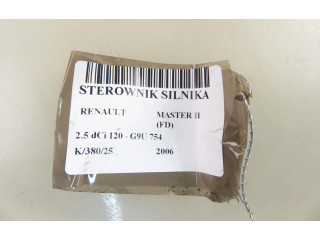 STEROWNIK SILNIKA
RENAULT MASTER II
(FD)
2.5 dCi 120 - G9U 754
K/380/25 2006